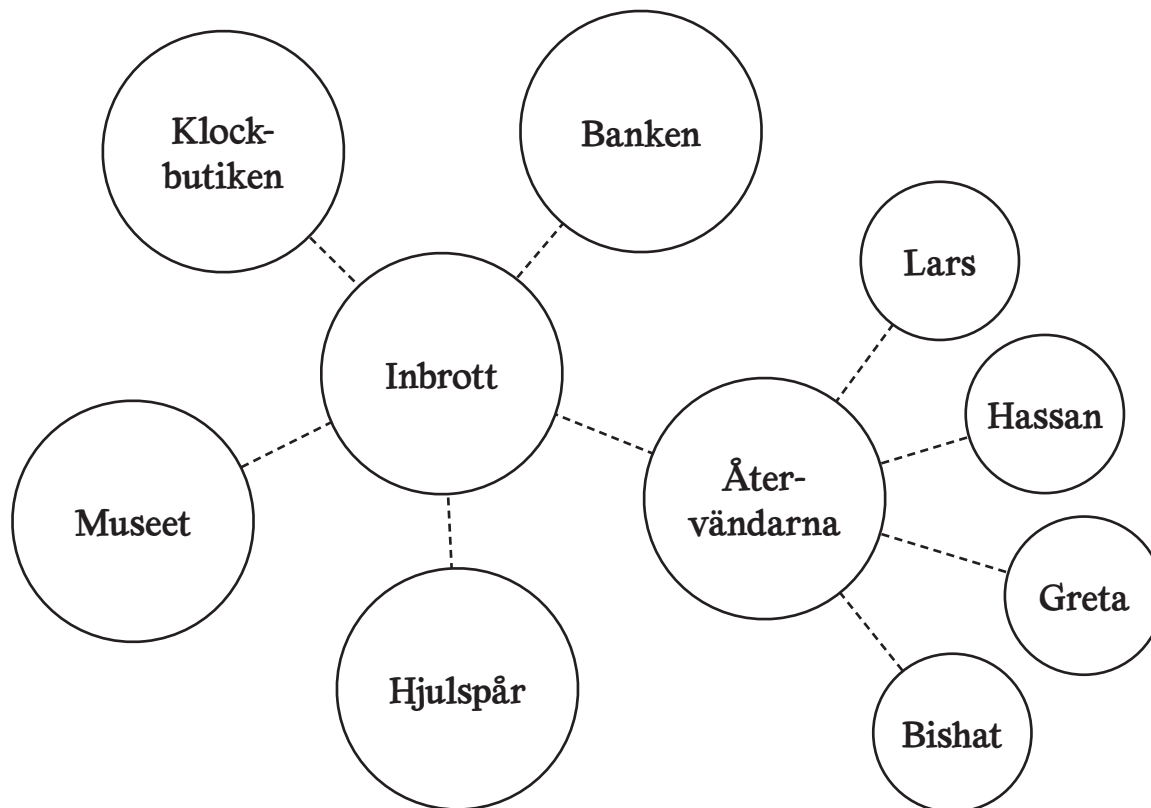 Klock-
butiken
Banken
Lars
Inbrott
Hassan
Åter-
vändarna
Museet
Greta
Hjulspår
Bishat